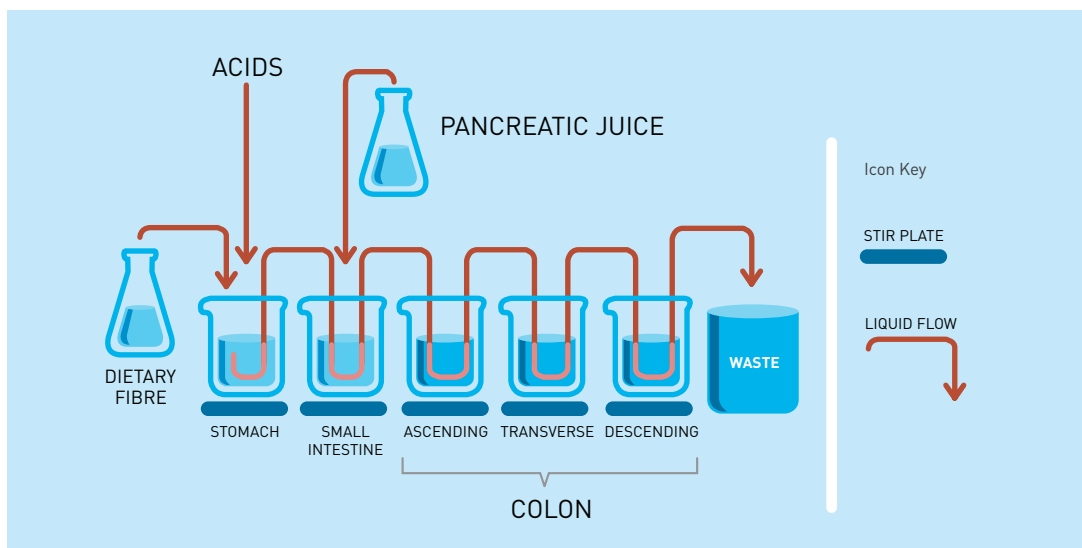 ACIDS
PANCREATIC JUICE
DIETARY
FIBRE
STOMACH
SMALL
INTESTINE
ASCENDING
TRANSVERSE
DESCENDING
COLON
WASTE
Icon Key
STIR PLATE
LIQUID FLOW